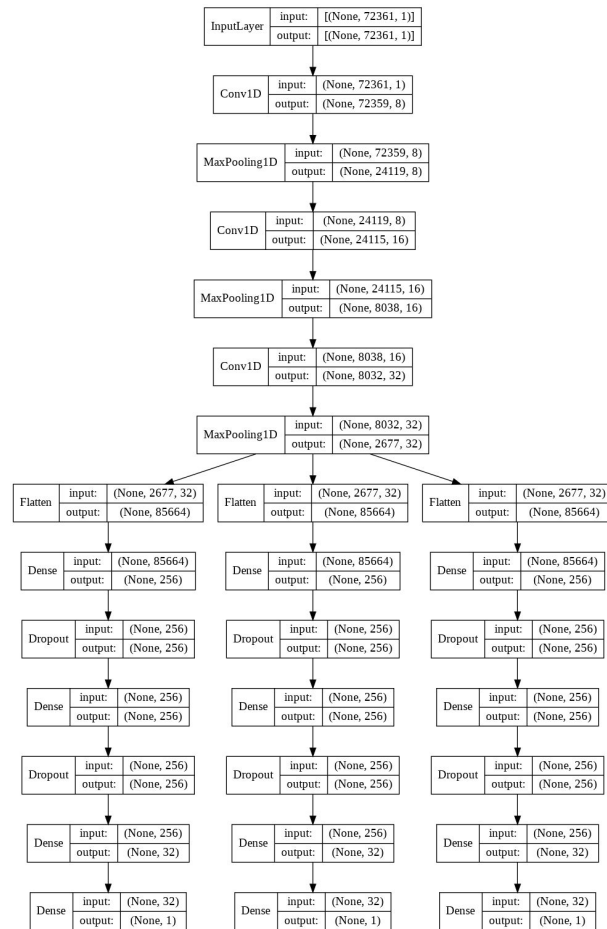 InputLayer
input: [(None, 72361, 1)]
output: [(None, 72361, 1)]
Conv1D
input: (None, 72361, 1)
output: (None, 72359, 8)
MaxPooling1D
input: (None, 72359, 8)
output: (None, 24119, 8)
Conv1D
input: (None, 24119, 8)
output: (None, 24115, 16)
MaxPooling1D
input: (None, 24115, 16)
output: (None, 8038, 16)
Conv1D
input: (None, 8038, 16)
output: (None, 8032, 32)
MaxPooling1D
input: (None, 8032, 32)
output: (None, 2677, 32)
Flatten
input: (None, 2677, 32)
output: (None, 85664)
Flatten
input: (None, 2677, 32)
output: (None, 85664)
Flatten
input: (None, 2677, 32)
output: (None, 85664)
Dense
input: (None, 85664)
output: (None, 256)
Dense
input: (None, 85664)
output: (None, 256)
Dense
input: (None, 85664)
output: (None, 256)
Dropout
input: (None, 256)
output: (None, 256)
Dropout
input: (None, 256)
output: (None, 256)
Dropout
input: (None, 256)
output: (None, 256)
Dense
input: (None, 256)
output: (None, 256)
Dense
input: (None, 256)
output: (None, 256)
Dense
input: (None, 256)
output: (None, 256)
Dropout
input: (None, 256)
output: (None, 256)
Dropout
input: (None, 256)
output: (None, 256)
Dropout
input: (None, 256)
output: (None, 256)
Dense
input: (None, 256)
output: (None, 32)
Dense
input: (None, 256)
output: (None, 32)
Dense
input: (None, 256)
output: (None, 32)
Dense
input: (None, 32)
output: (None, 1)
Dense
input: (None, 32)
output: (None, 1)
Dense
input: (None, 32)
output: (None, 1)